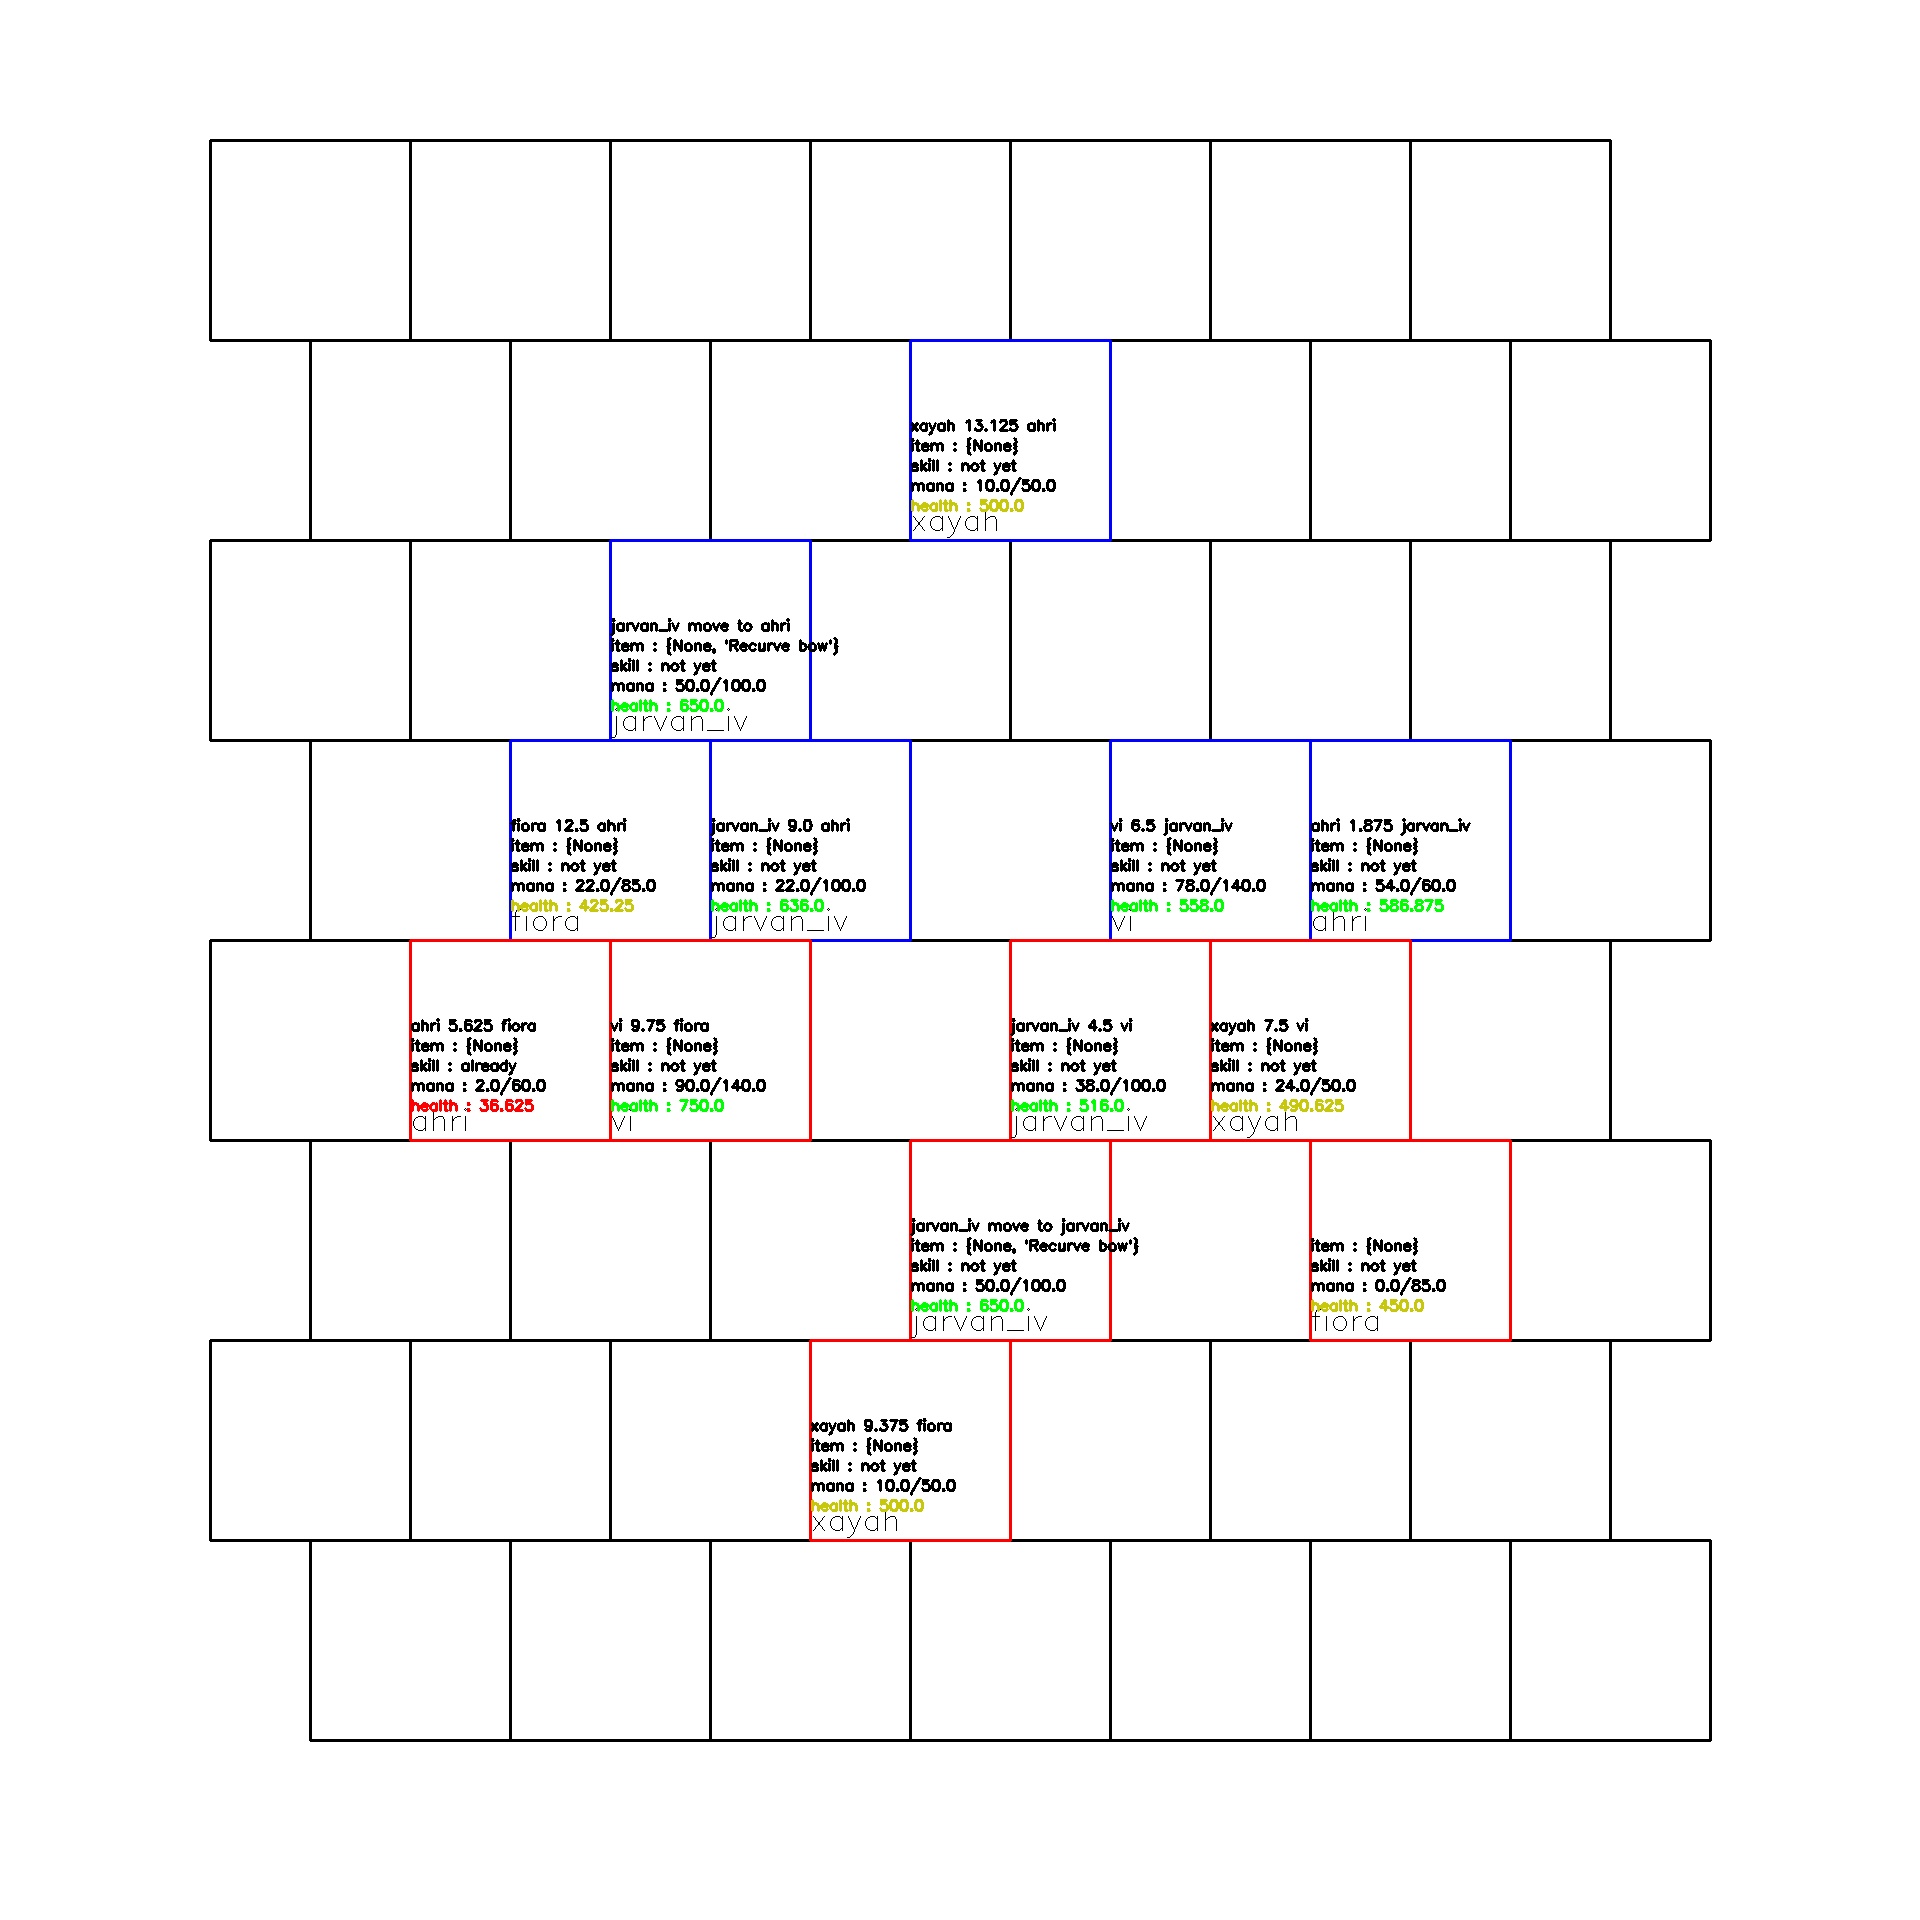 xayah 13.125 ahri
item : {None}
skill : not yet
mana : 10.0/50.0
health : 500.0
xayah
jarvan_iv move to ahri
item : {None, 'Recurve bow'}
skill : not yet
mana : 50.0/100.0
health : 650.0
jarvan_iv
fiora 12.5 ahri
item : {None}
skill : not yet
mana : 22.0/85.0
health : 425.25
fiora
jarvan_iv 9.0 ahri
item : {None}
skill : not yet
mana : 22.0/100.0
health : 636.0
jarvan_iv
vi 6.5 jarvan_iv
item : {None}
skill : not yet
mana : 78.0/140.0
health : 558.0
vi
ahri 1.875 jarvan_iv
item : {None}
skill : not yet
mana : 54.0/60.0
health : 586.875
ahri
ahri 5.625 fiora
item : {None}
skill : already
mana : 2.0/60.0
health : 36.625
ahri
vi 9.75 fiora
item : {None}
skill : not yet
mana : 90.0/140.0
health : 750.0
vi
jarvan_iv 4.5 vi
item : {None}
skill : not yet
mana : 38.0/100.0
health : 516.0
jarvan_iv
xayah 7.5 vi
item : {None}
skill : not yet
mana : 24.0/50.0
health : 490.625
xayah
jarvan_iv move to jarvan_iv
item : {None, 'Recurve bow'}
skill : not yet
mana : 50.0/100.0
health : 650.0
jarvan_iv
item : {None}
skill : not yet
mana : 0.0/85.0
health : 450.0
fiora
xayah 9.375 fiora
item : {None}
skill : not yet
mana : 10.0/50.0
health : 500.0
xayah